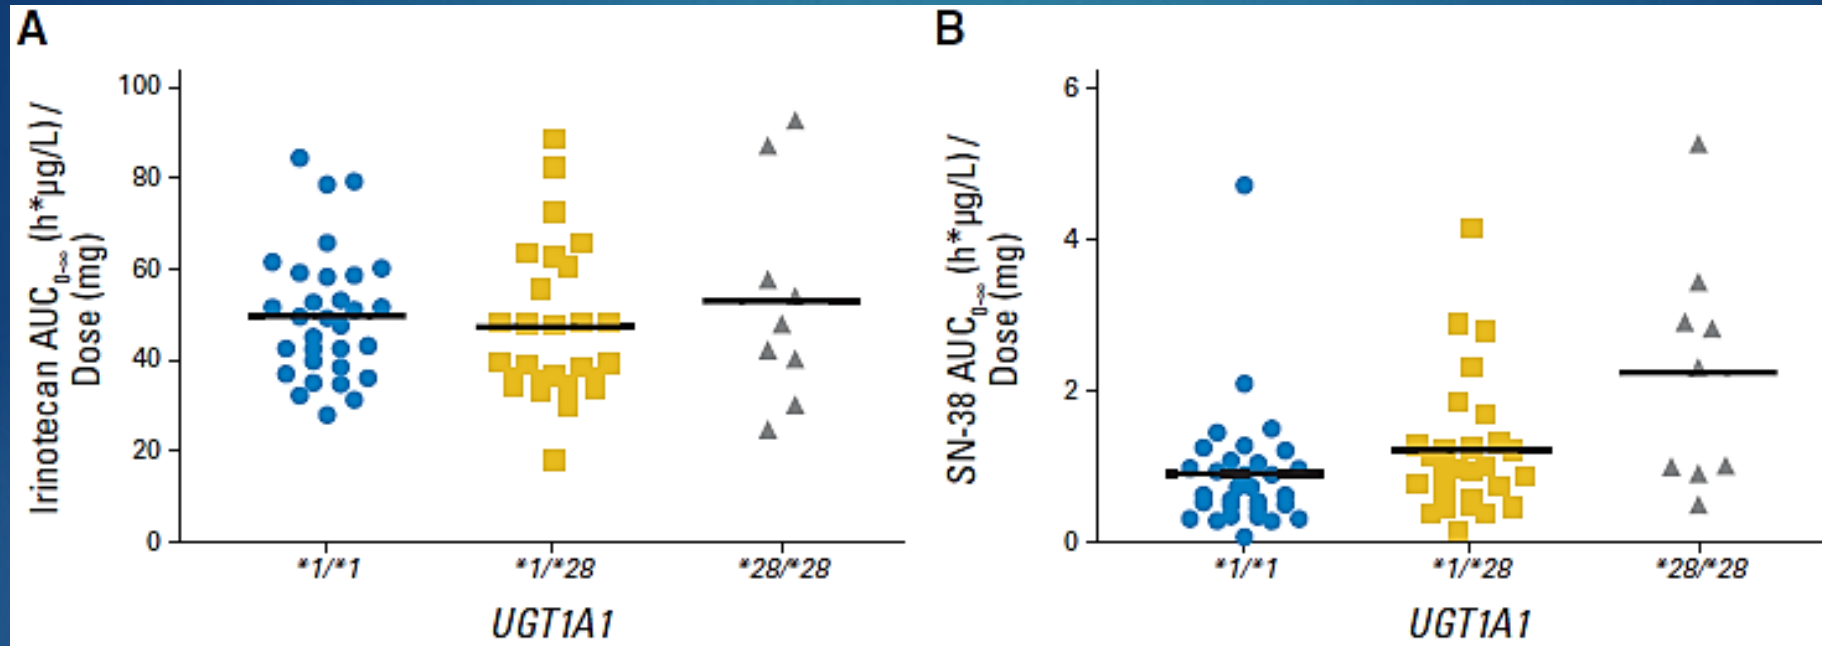 A
Irinotecan AUC0-∞ (h*µg/L) /
Dose (mg)
100
80
60
40
20
0
*1/*1
*1/*28
*28/*28
UGT1A1
B
SN-38 AUC0-∞ (h*µg/L) /
Dose (mg)
6
4
2
0
*1/*1
*1/*28
*28/*28
UGT1A1